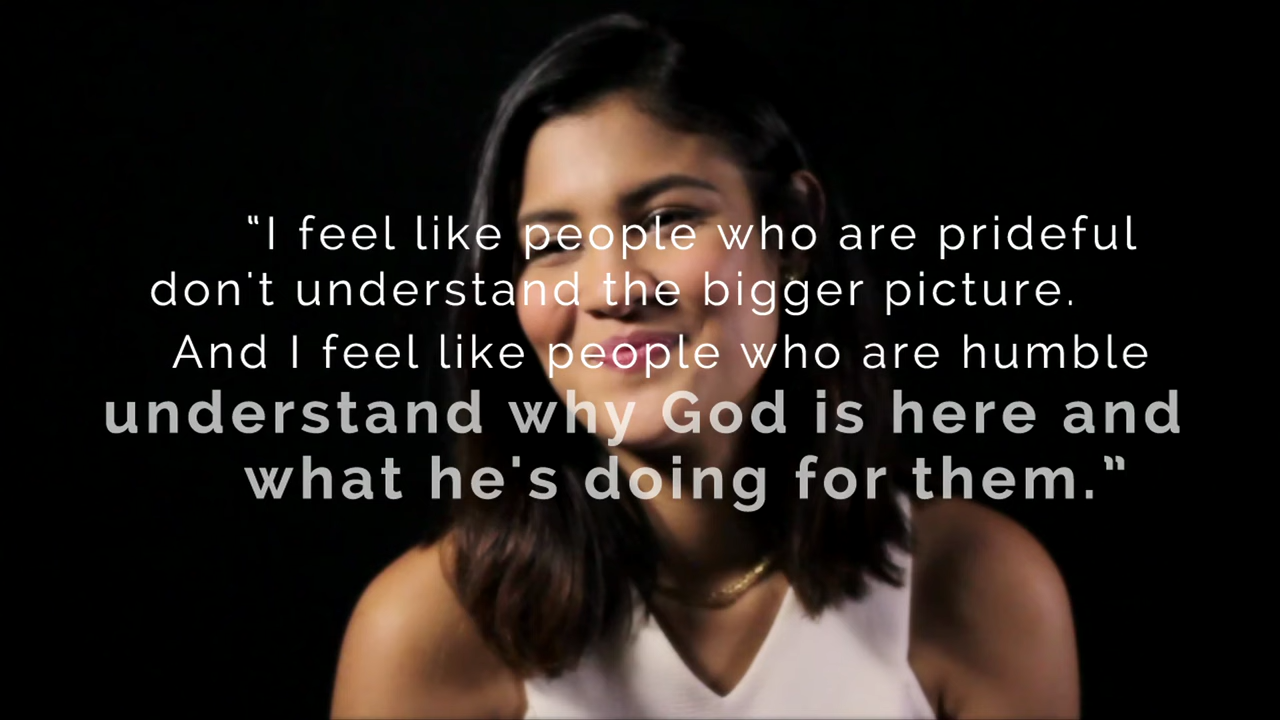 “I feel like people who are prideful
don't understand the bigger picture.
And I feel like people who are humble
understand why God is here and
what he's doing for them.”